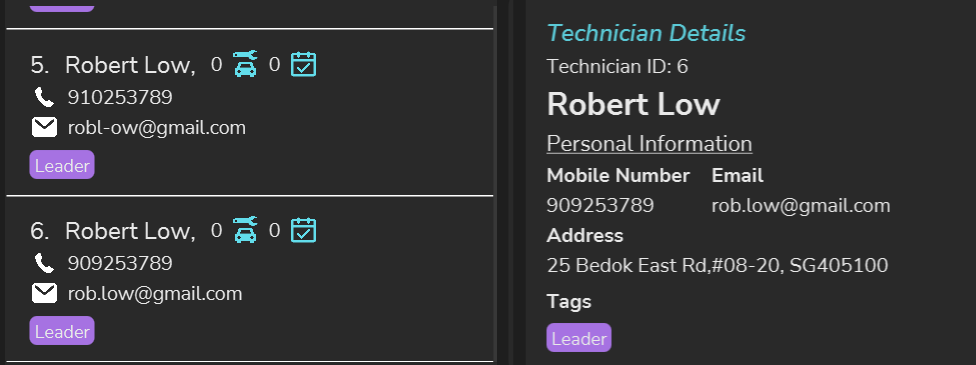 5. Robert Low, 0 0
910253789
robl-ow@gmail.com
Leader
6. Robert Low, 0 0
909253789
rob.low@gmail.com
Leader
Technician Details
Technician ID: 6
Robert Low
Personal Information
Mobile Number Email
909253789 rob.low@gmail.com
Address
25 Bedok East Rd,#08-20, SG405100
Tags
Leader